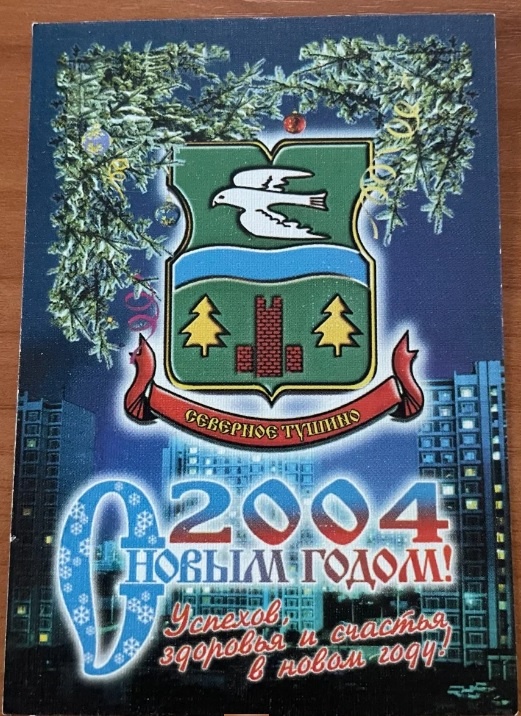 СЕВЕРНОЕ ТУШИНО
С 2004
НОВЫМ ГОДОМ!
Успехов,
здоровья и счастья
в новом году!